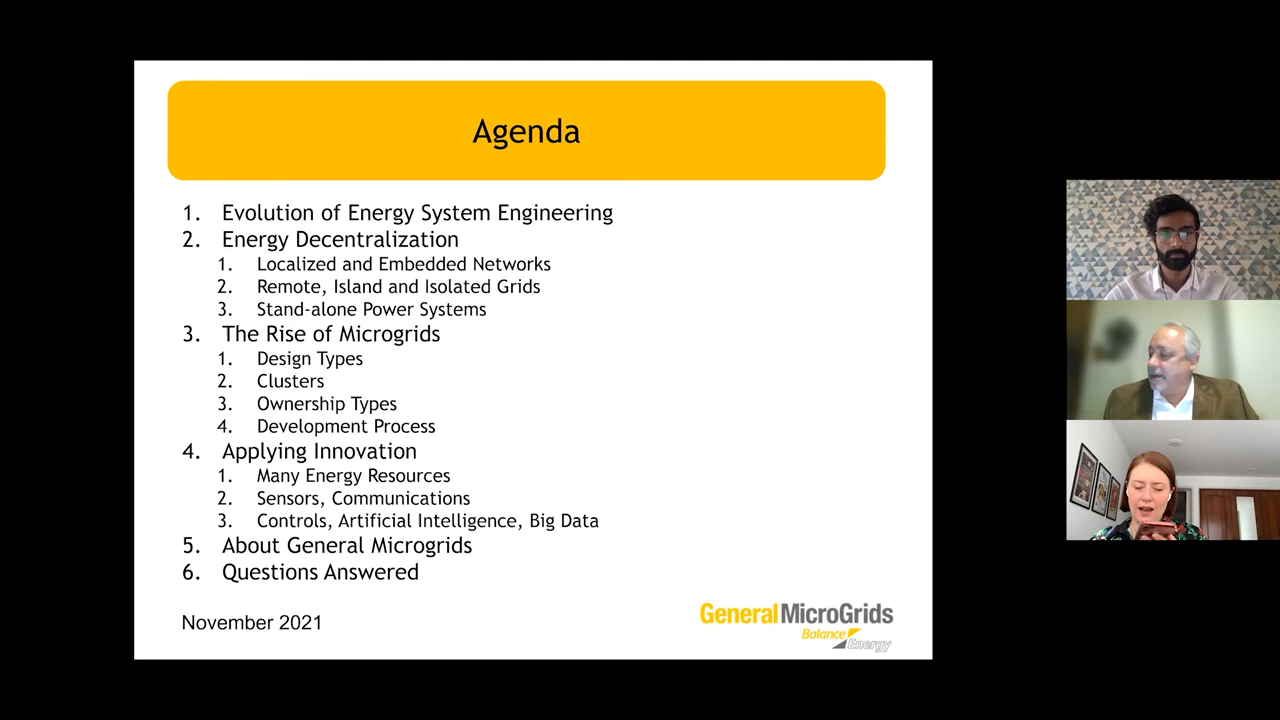 Agenda
1. Evolution of Energy System Engineering
2. Energy Decentralization
1. Localized and Embedded Networks
2. Remote, Island and Isolated Grids
3. Stand-alone Power Systems
3. The Rise of Microgrids
1. Design Types
2. Clusters
3. Ownership Types
4. Development Process
4. Applying Innovation
1. Many Energy Resources
2. Sensors, Communications
3. Controls, Artificial Intelligence, Big Data
5. About General Microgrids
6. Questions Answered
November 2021
GeneralMicroGrids
Balance
Energy